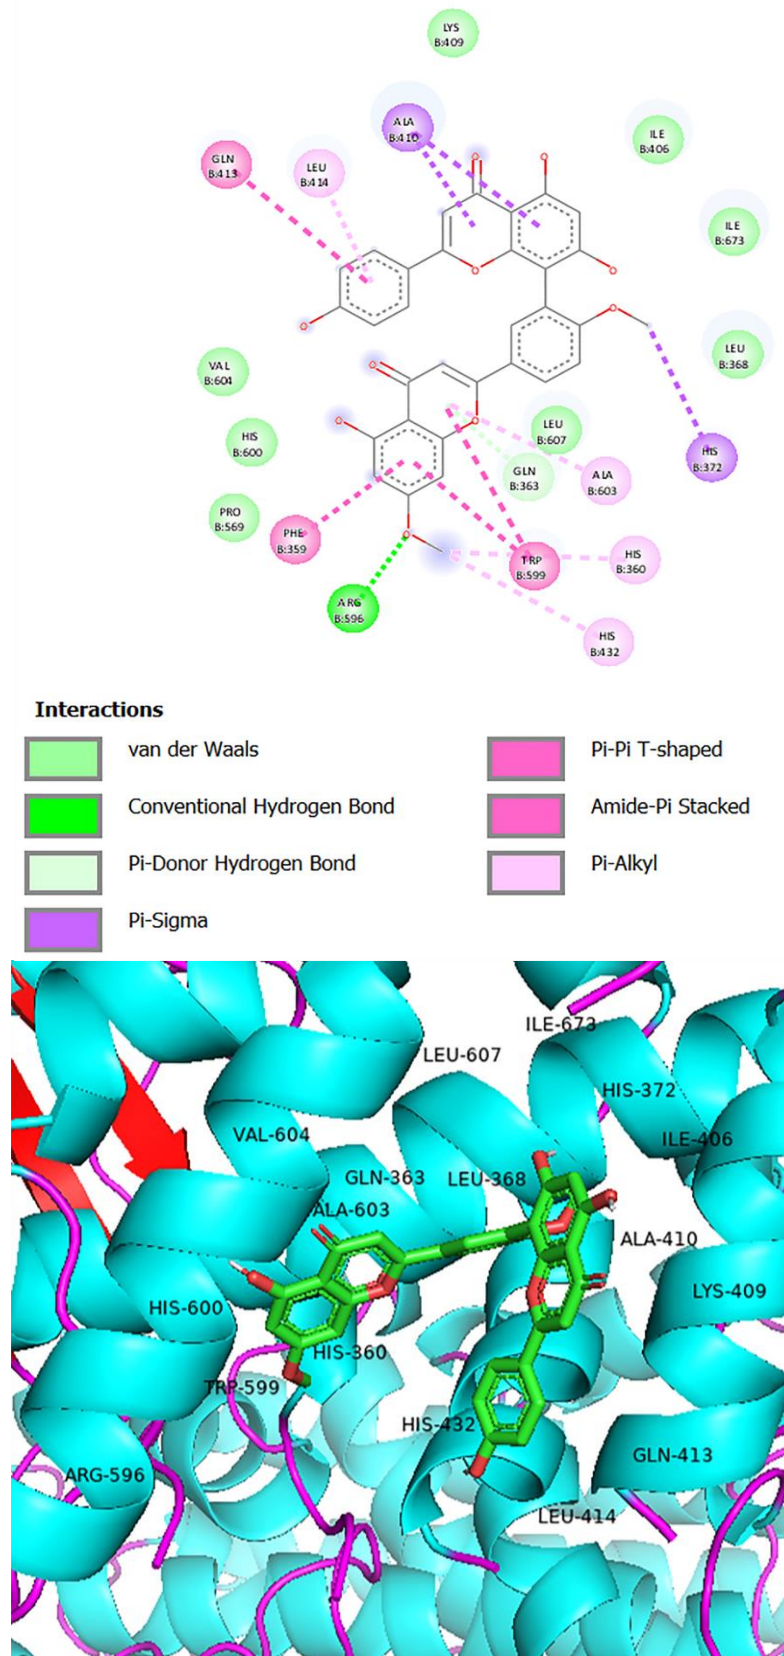 LYS
B:409
ALA
B:410
ILE
B:406
GLN
B:413
LEU
B:414
ILE
B:673
LEU
B:368
VAL
B:604
HIS
B:600
LEU
B:607
HIS
B:372
GLN
B:363
ALA
B:603
PRO
B:569
PHE
B:359
TRP
B:599
HIS
B:360
ARG
B:596
HIS
B:432
O
O
O
O
O
O
O
O
O
O
Interactions
van der Waals
Pi-Pi T-shaped
Conventional Hydrogen Bond
Amide-Pi Stacked
Pi-Donor Hydrogen Bond
Pi-Alkyl
Pi-Sigma
ILE-673
LEU-607
HIS-372
VAL-604
ILE-406
GLN-363
LEU-368
ALA-603
ALA-410
LYS-409
HIS-600
HIS-360
TRP-599
HIS-432
GLN-413
ARG-596
LEU-414